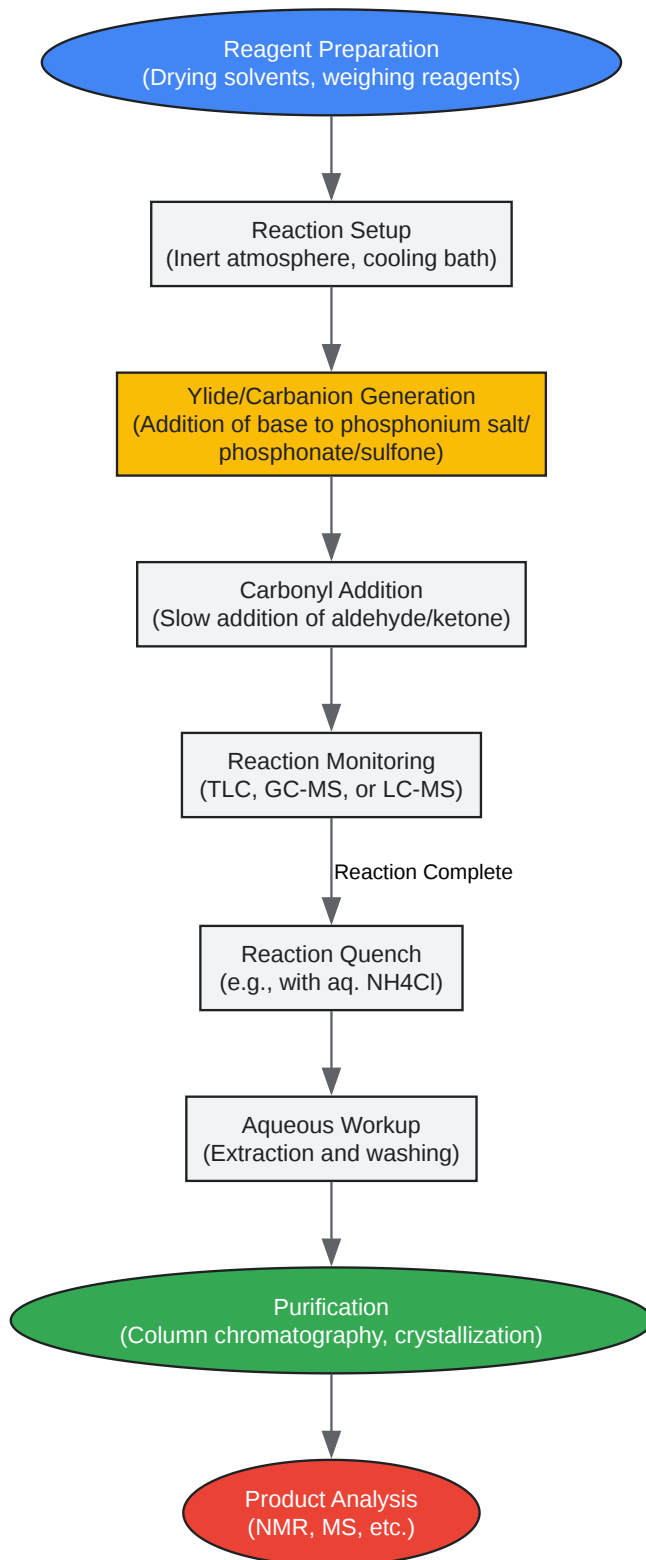 Reagent Preparation
(Drying solvents, weighing reagents)
Reaction Setup
(Inert atmosphere, cooling bath)
Ylide/Carbanion Generation
(Addition of base to phosphonium salt/
phosphonate/sulfone)
Carbonyl Addition
(Slow addition of aldehyde/ketone)
Reaction Monitoring
(TLC, GC-MS, or LC-MS)
Reaction Complete
Reaction Quench
(e.g., with aq. NH4Cl)
Aqueous Workup
(Extraction and washing)
Purification
(Column chromatography, crystallization)
Product Analysis
(NMR, MS, etc.)